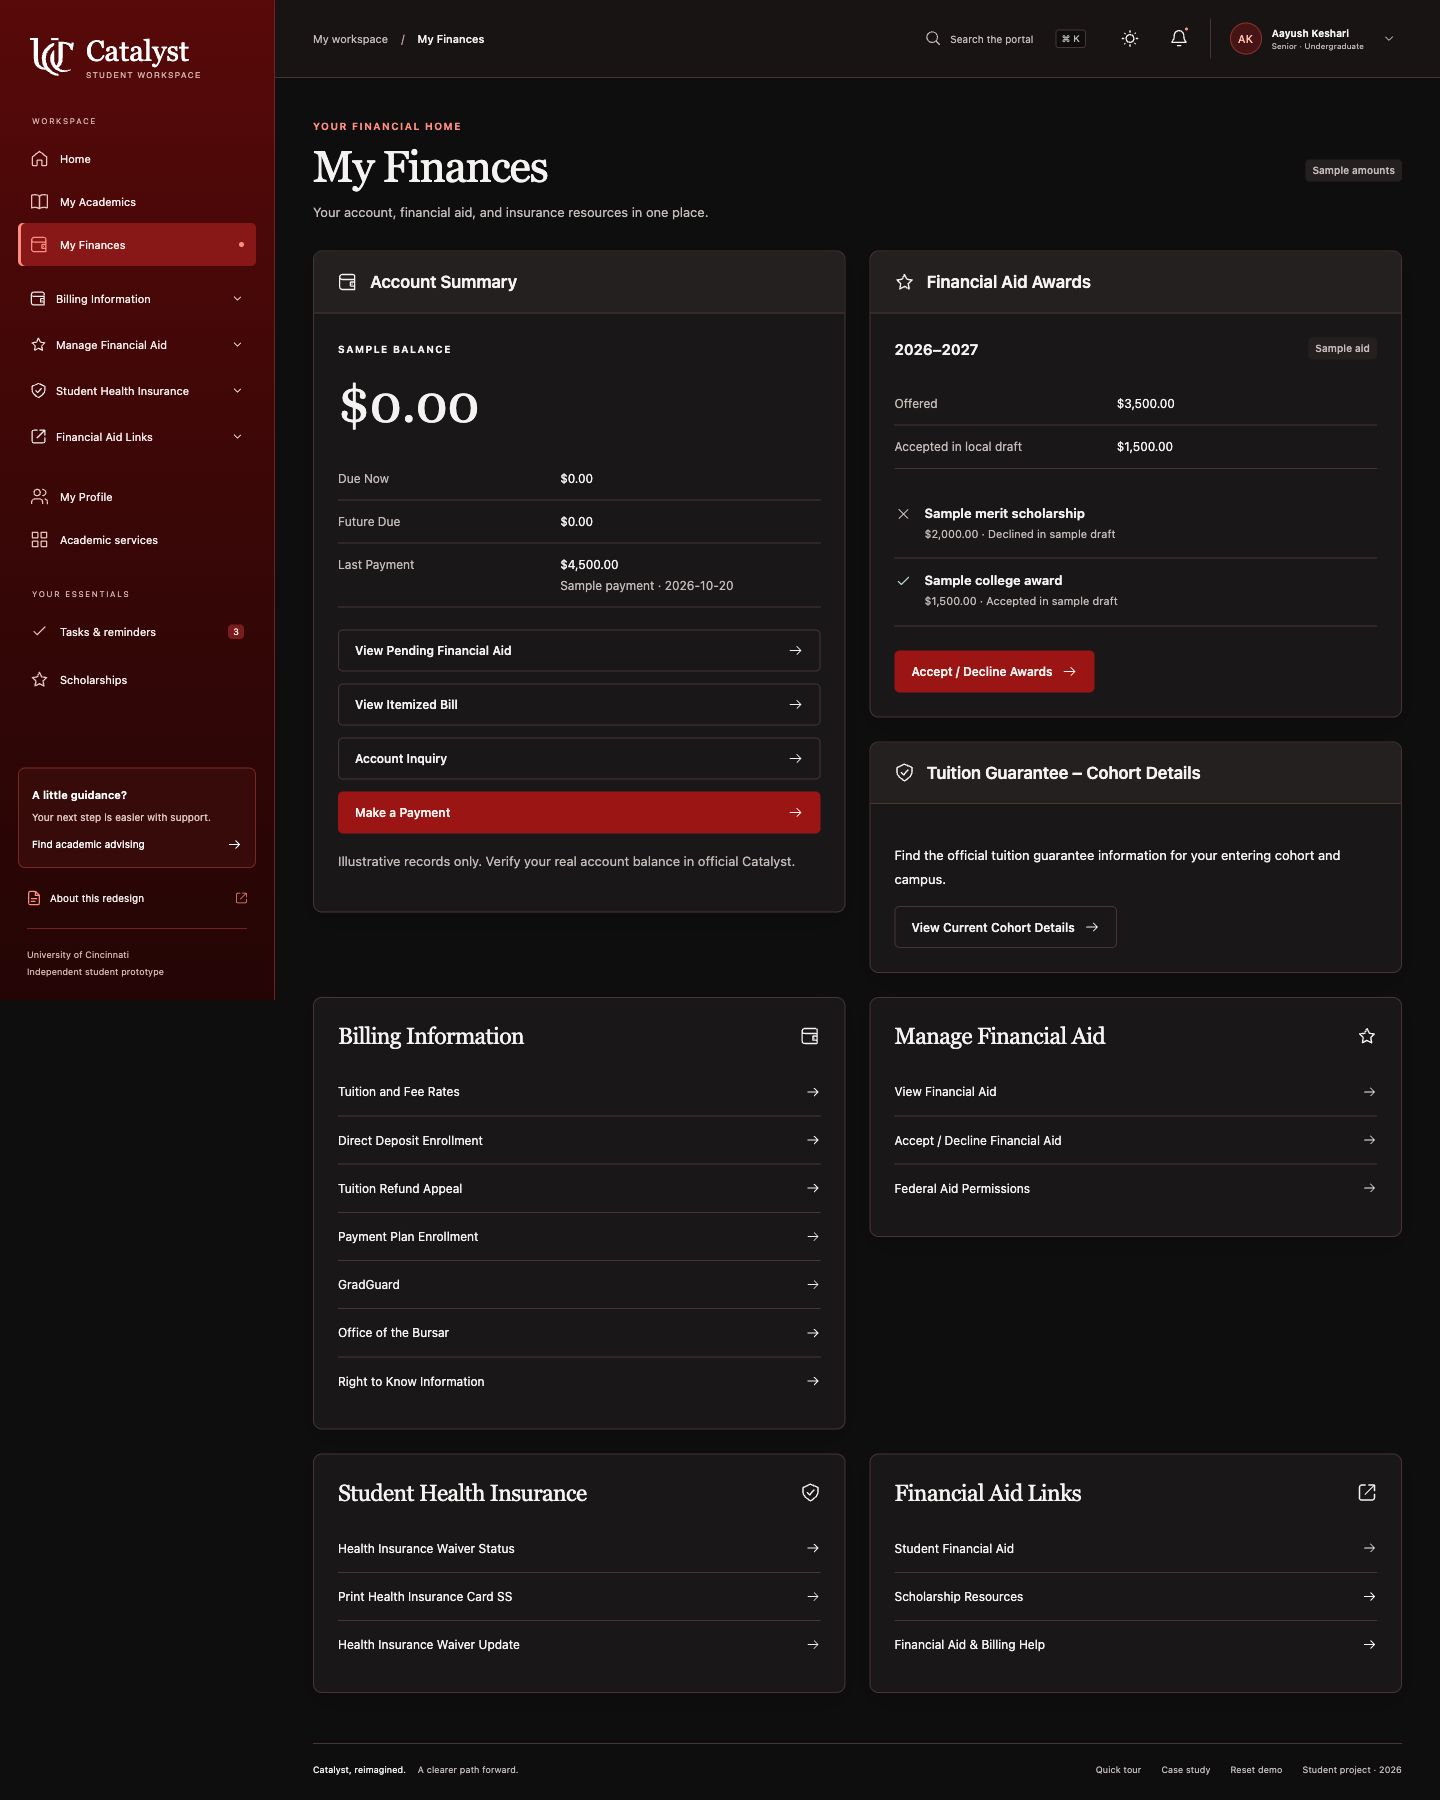 UC Catalyst
STUDENT WORKSPACE
WORKSPACE
Home
My Academics
My Finances
Billing Information
Manage Financial Aid
Student Health Insurance
Financial Aid Links
My Profile
Academic services
YOUR ESSENTIALS
Tasks & reminders 3
Scholarships
A little guidance?
Your next step is easier with support.
Find academic advising
About this redesign
University of Cincinnati
Independent student prototype
My workspace / My Finances
Search the portal ⌘ K
AK
Aayush Keshari
Senior · Undergraduate
YOUR FINANCIAL HOME
My Finances
Sample amounts
Your account, financial aid, and insurance resources in one place.
Account Summary
SAMPLE BALANCE
$0.00
Due Now $0.00
Future Due $0.00
Last Payment $4,500.00
Sample payment · 2026-10-20
View Pending Financial Aid
View Itemized Bill
Account Inquiry
Make a Payment
Illustrative records only. Verify your real account balance in official Catalyst.
Financial Aid Awards
2026–2027 Sample aid
Offered $3,500.00
Accepted in local draft $1,500.00
Sample merit scholarship
$2,000.00 · Declined in sample draft
Sample college award
$1,500.00 · Accepted in sample draft
Accept / Decline Awards
Tuition Guarantee – Cohort Details
Find the official tuition guarantee information for your entering cohort and
campus.
View Current Cohort Details
Billing Information
Tuition and Fee Rates
Direct Deposit Enrollment
Tuition Refund Appeal
Payment Plan Enrollment
GradGuard
Office of the Bursar
Right to Know Information
Manage Financial Aid
View Financial Aid
Accept / Decline Financial Aid
Federal Aid Permissions
Student Health Insurance
Health Insurance Waiver Status
Print Health Insurance Card SS
Health Insurance Waiver Update
Financial Aid Links
Student Financial Aid
Scholarship Resources
Financial Aid & Billing Help
Catalyst, reimagined. A clearer path forward.
Quick tour Case study Reset demo Student project · 2026